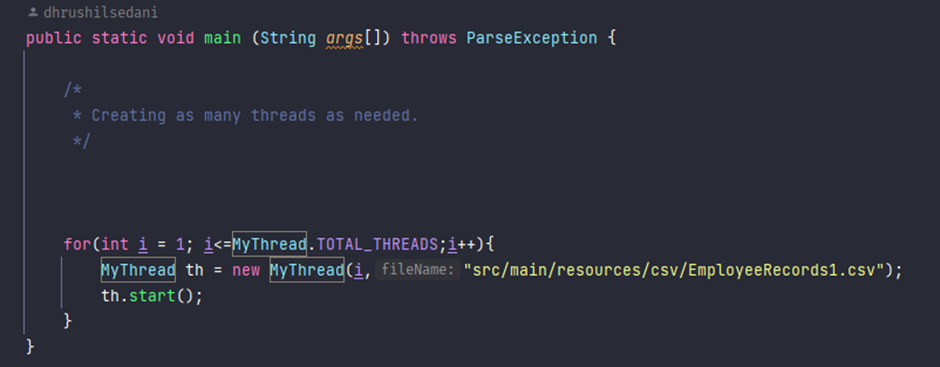 dhrushilsedani
public static void main (String args[]) throws ParseException {
/*
* Creating as many threads as needed.
*/
for(int i = 1; i<=MyThread.TOTAL_THREADS;i++){
MyThread th = new MyThread(i, fileName: "src/main/resources/csv/EmployeeRecords1.csv");
th.start();
}
}